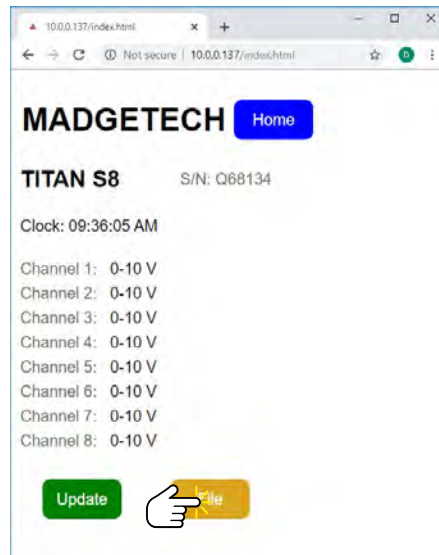 10.0.0.137/index.html
Not secure | 10.0.0.137/index.html
D
MADGETECH Home
TITAN S8 S/N: Q68134
Clock: 09:36:05 AM
Channel 1: 0-10 V
Channel 2: 0-10 V
Channel 3: 0-10 V
Channel 4: 0-10 V
Channel 5: 0-10 V
Channel 6: 0-10 V
Channel 7: 0-10 V
Channel 8: 0-10 V
Update File